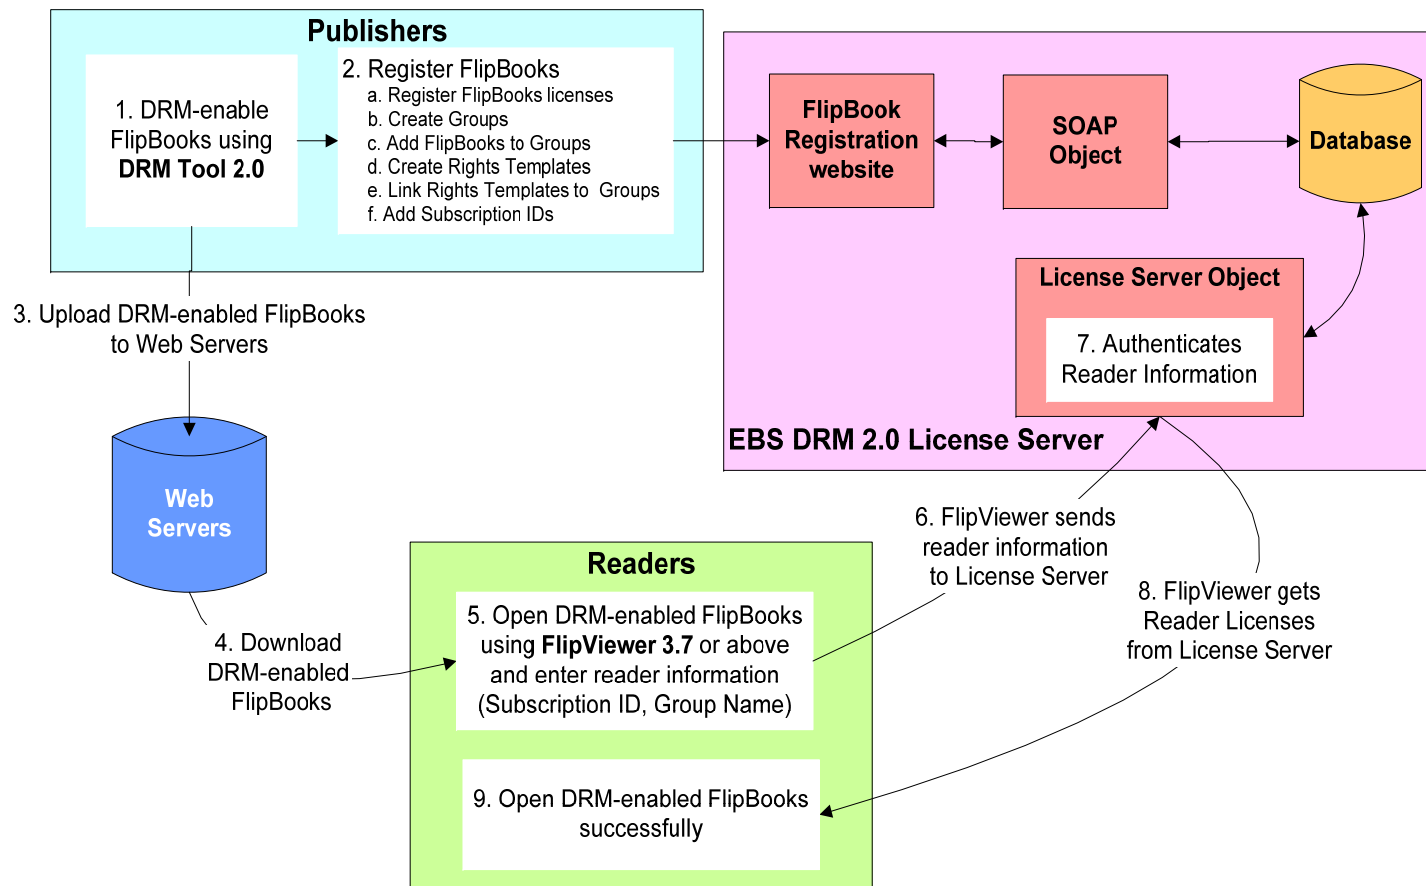 Publishers
1. DRM-enable
FlipBooks using
DRM Tool 2.0
2. Register FlipBooks
a. Register FlipBooks licenses
b. Create Groups
c. Add FlipBooks to Groups
d. Create Rights Templates
e. Link Rights Templates to  Groups
f. Add Subscription IDs
FlipBook
Registration
website
SOAP
Object
Database
License Server Object
7. Authenticates
Reader Information
EBS DRM 2.0 License Server
3. Upload DRM-enabled FlipBooks
to Web Servers
Web
Servers
4. Download
DRM-enabled
FlipBooks
Readers
5. Open DRM-enabled FlipBooks
using FlipViewer 3.7 or above
and enter reader information
(Subscription ID, Group Name)
6. FlipViewer sends
reader information
to License Server
8. FlipViewer gets
Reader Licenses
from License Server
9. Open DRM-enabled FlipBooks
successfully